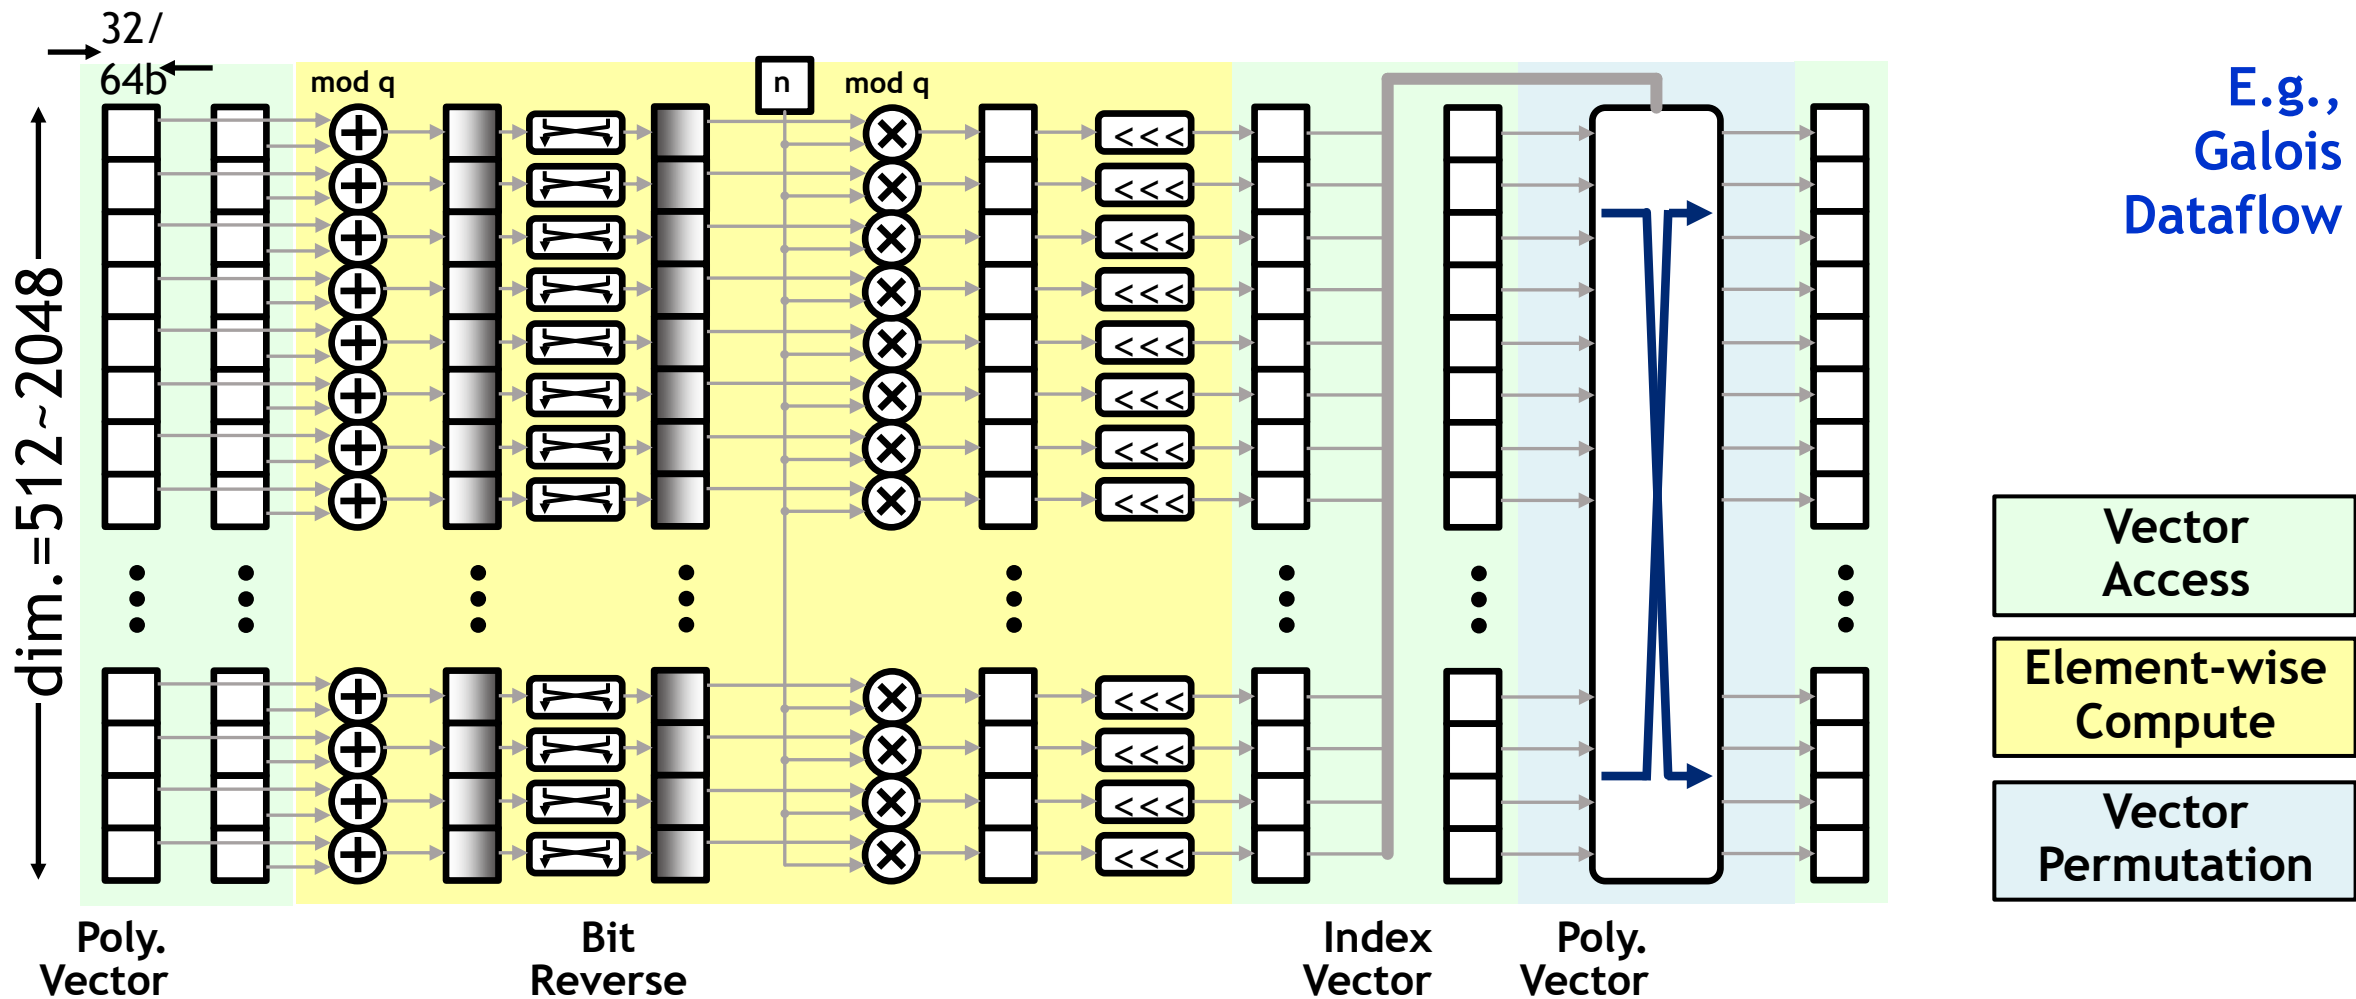 32/
64b
mod q
n
mod q
E.g.,
Galois
Dataflow
dim.=512~2048
+ × <<<
+ × <<<
+ × <<<
+ × <<<
+ × <<<
+ × <<<
+ × <<<
+ × <<<
+ × <<<
+ × <<<
+ × <<<
+ × <<<
Vector
Access
Element-wise
Compute
Vector
Permutation
Poly.
Vector
Bit
Reverse
Index
Vector
Poly.
Vector